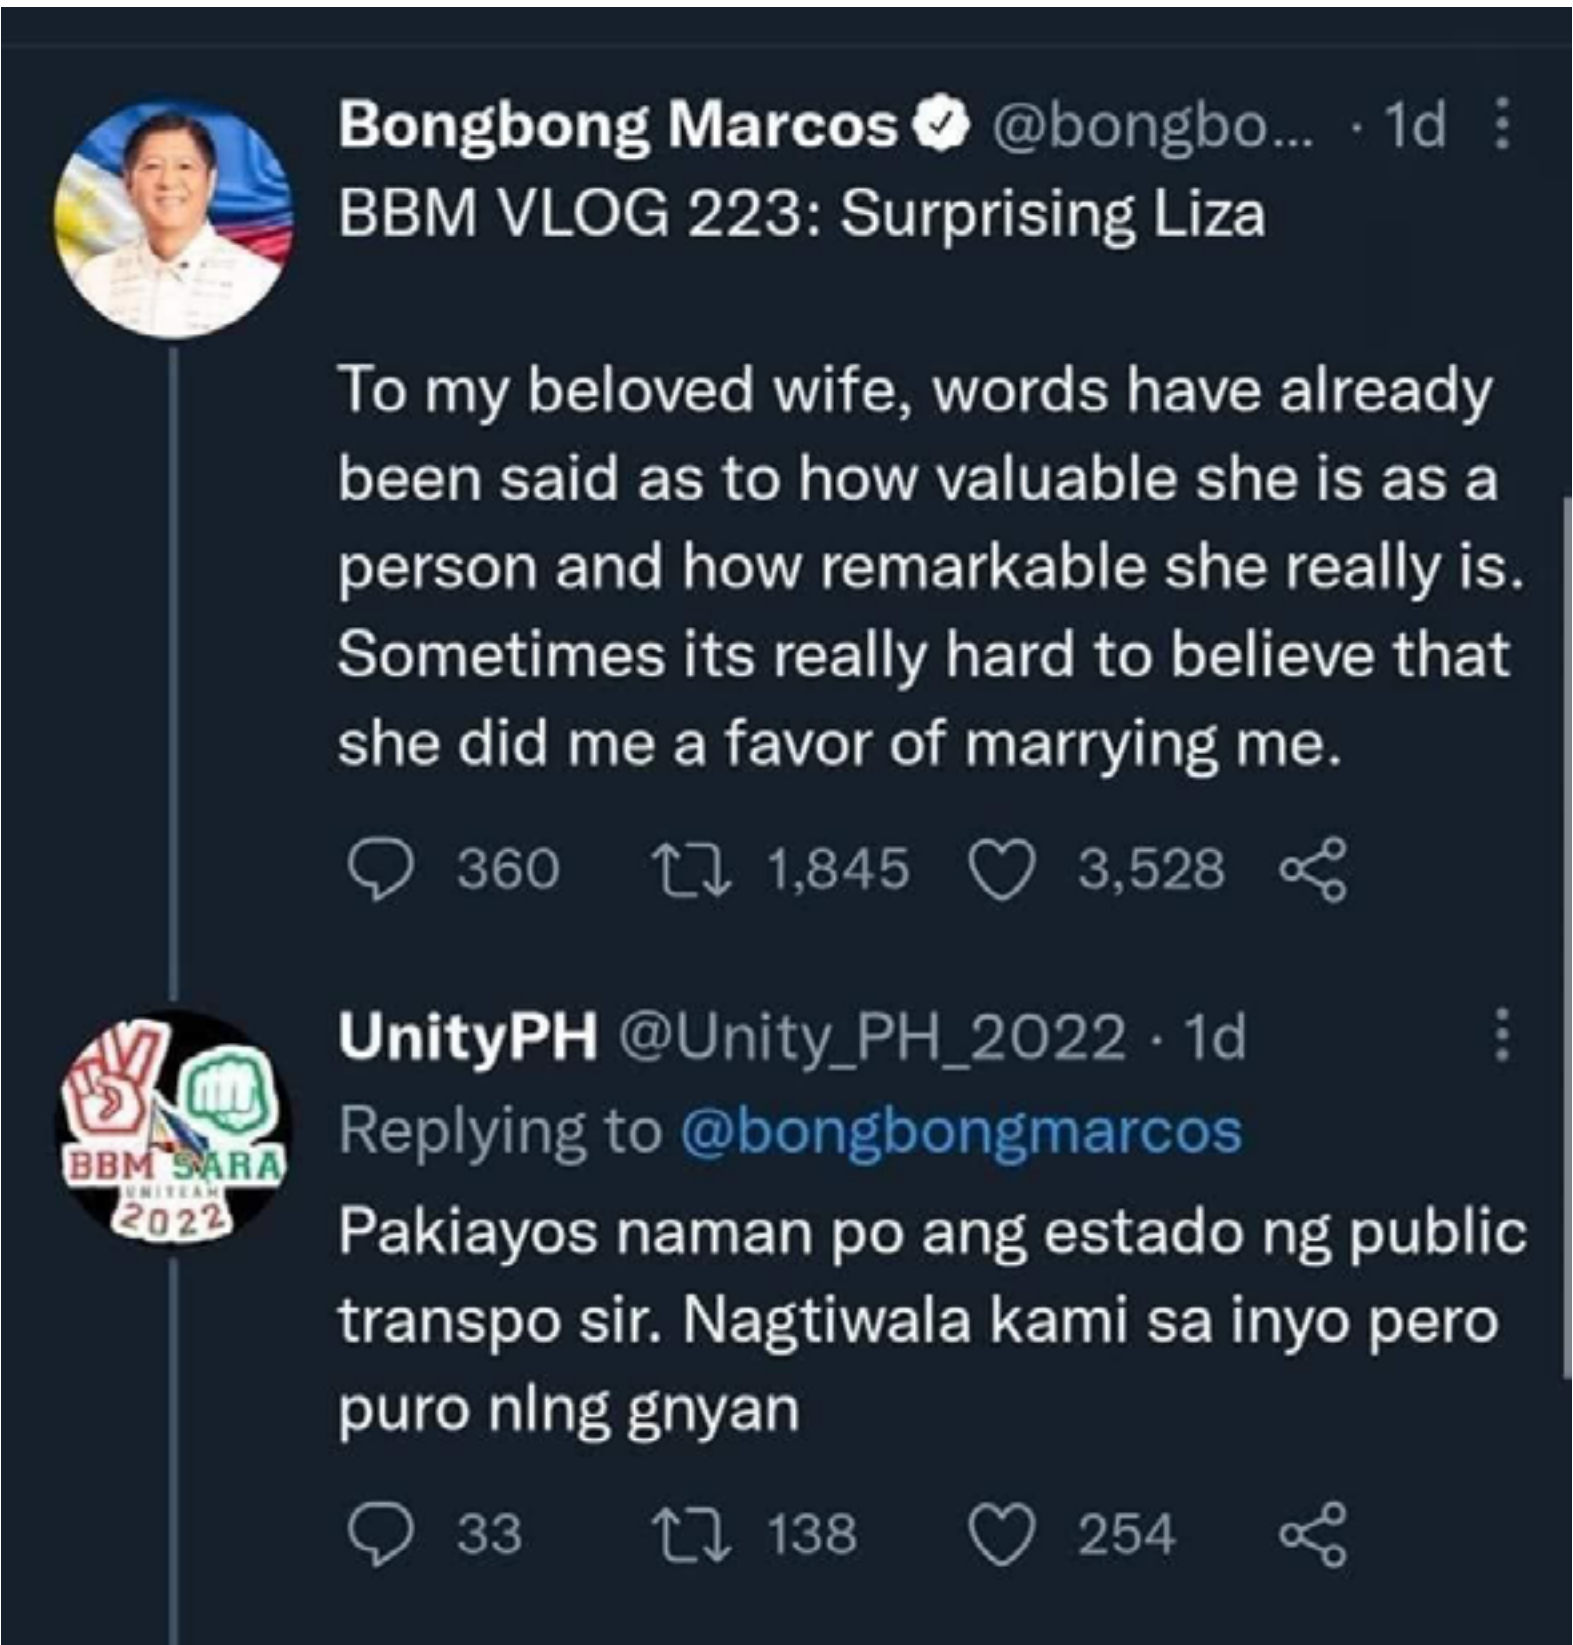 Bongbong Marcos @bongbo... · 1d
BBM VLOG 223: Surprising Liza
To my beloved wife, words have already
been said as to how valuable she is as a
person and how remarkable she really is.
Sometimes its really hard to believe that
she did me a favor of marrying me.
360 1,845 3,528
UnityPH @Unity_PH_2022 · 1d
Replying to @bongbongmarcos
BBM SARA
UNITEAM
2022
Pakiayos naman po ang estado ng public
transpo sir. Nagtiwala kami sa inyo pero
puro nlng gnyan
33 138 254